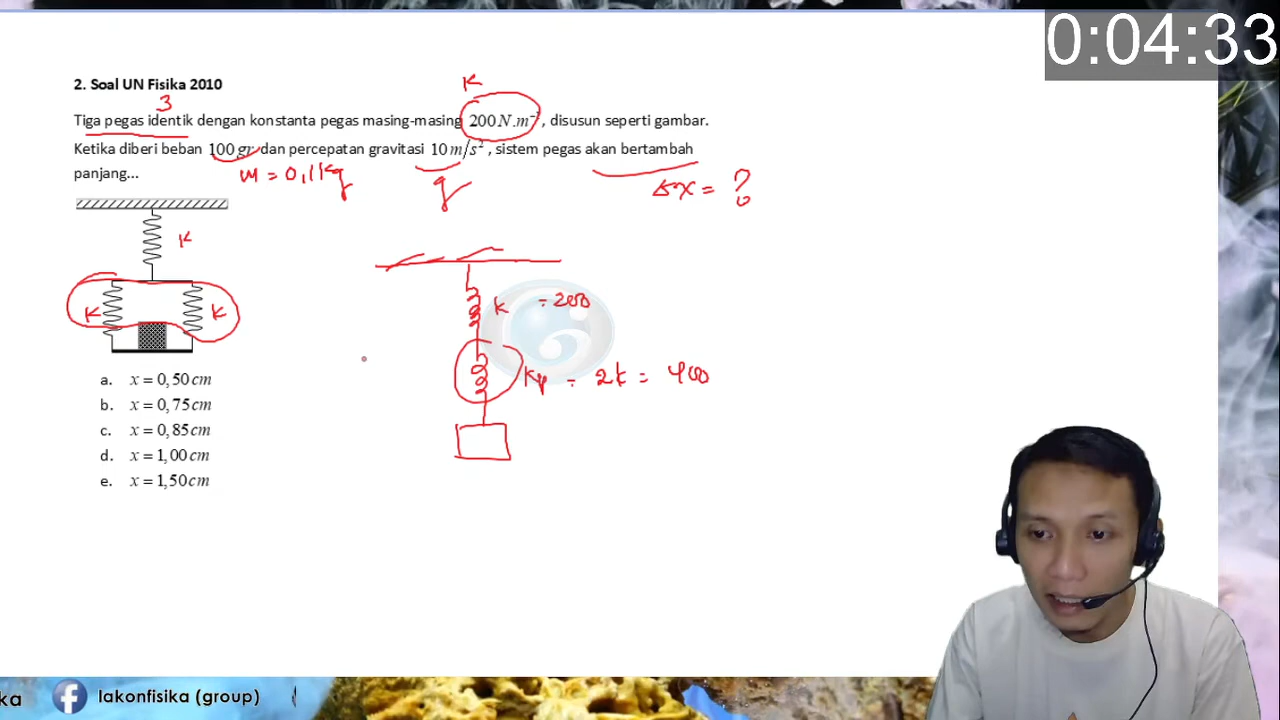 0:04:33
2. Soal UN Fisika 2010
K
3
Tiga pegas identik dengan konstanta pegas masing-masing 200 N.m⁻¹, disusun seperti gambar.
Ketika diberi beban 100 gr dan percepatan gravitasi 10 m/s², sistem pegas akan bertambah
panjang...
m = 0,1 kg
g
Δx = ?
K
K
K
k = 200
Kp = 2k = 400
a. x = 0,50 cm
b. x = 0,75 cm
c. x = 0,85 cm
d. x = 1,00 cm
e. x = 1,50 cm
ka
f
lakonfisika (group)